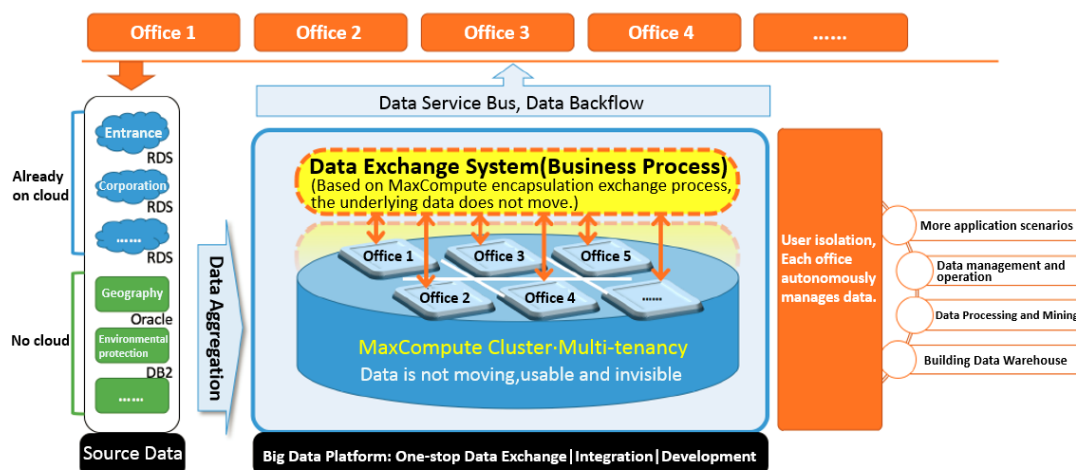 Office 1
Office 2
Office 3
Office 4
......
Data Service Bus, Data Backflow
Already
on cloud
Entrance
RDS
Corporation
RDS
......
RDS
No cloud
Geography
Oracle
Environmental
protection
DB2
......
Source Data
Data Aggregation
Data Exchange System(Business Process)
(Based on MaxCompute encapsulation exchange process,
the underlying data does not move.)
Office 1
Office 3
Office 5
Office 2
Office 4
......
MaxCompute Cluster·Multi-tenancy
Data is not moving,usable and invisible
Big Data Platform: One-stop Data Exchange|Integration|Development
User isolation,
Each office
autonomously
manages data.
More application scenarios
Data management and
operation
Data Processing and Mining
Building Data Warehouse